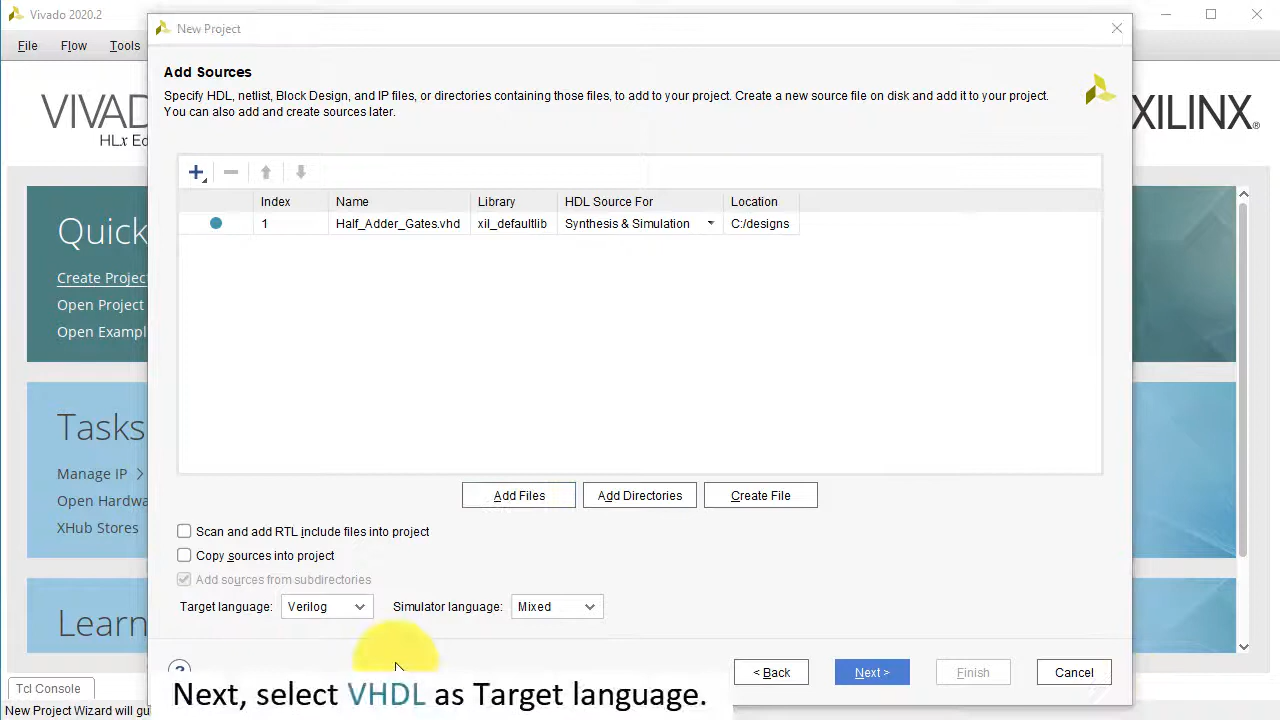 Vivado 2020.2
File Flow Tools
VIVAD
HLx Ed
XILINX®
Quick
Create Projec
Open Project
Open Exampl
Tasks
Manage IP >
Open Hardw
XHub Stores
Learn
Tcl Console
New Project Wizard will gu
New Project
Add Sources
Specify HDL, netlist, Block Design, and IP files, or directories containing those files, to add to your project. Create a new source file on disk and add it to your project.
You can also add and create sources later.
Index Name Library HDL Source For Location
1 Half_Adder_Gates.vhd xil_defaultlib Synthesis & Simulation C:/designs
Add Files Add Directories Create File
Scan and add RTL include files into project
Copy sources into project
Add sources from subdirectories
Target language: Verilog Simulator language: Mixed
? < Back Next > Finish Cancel
Next, select VHDL as Target language.